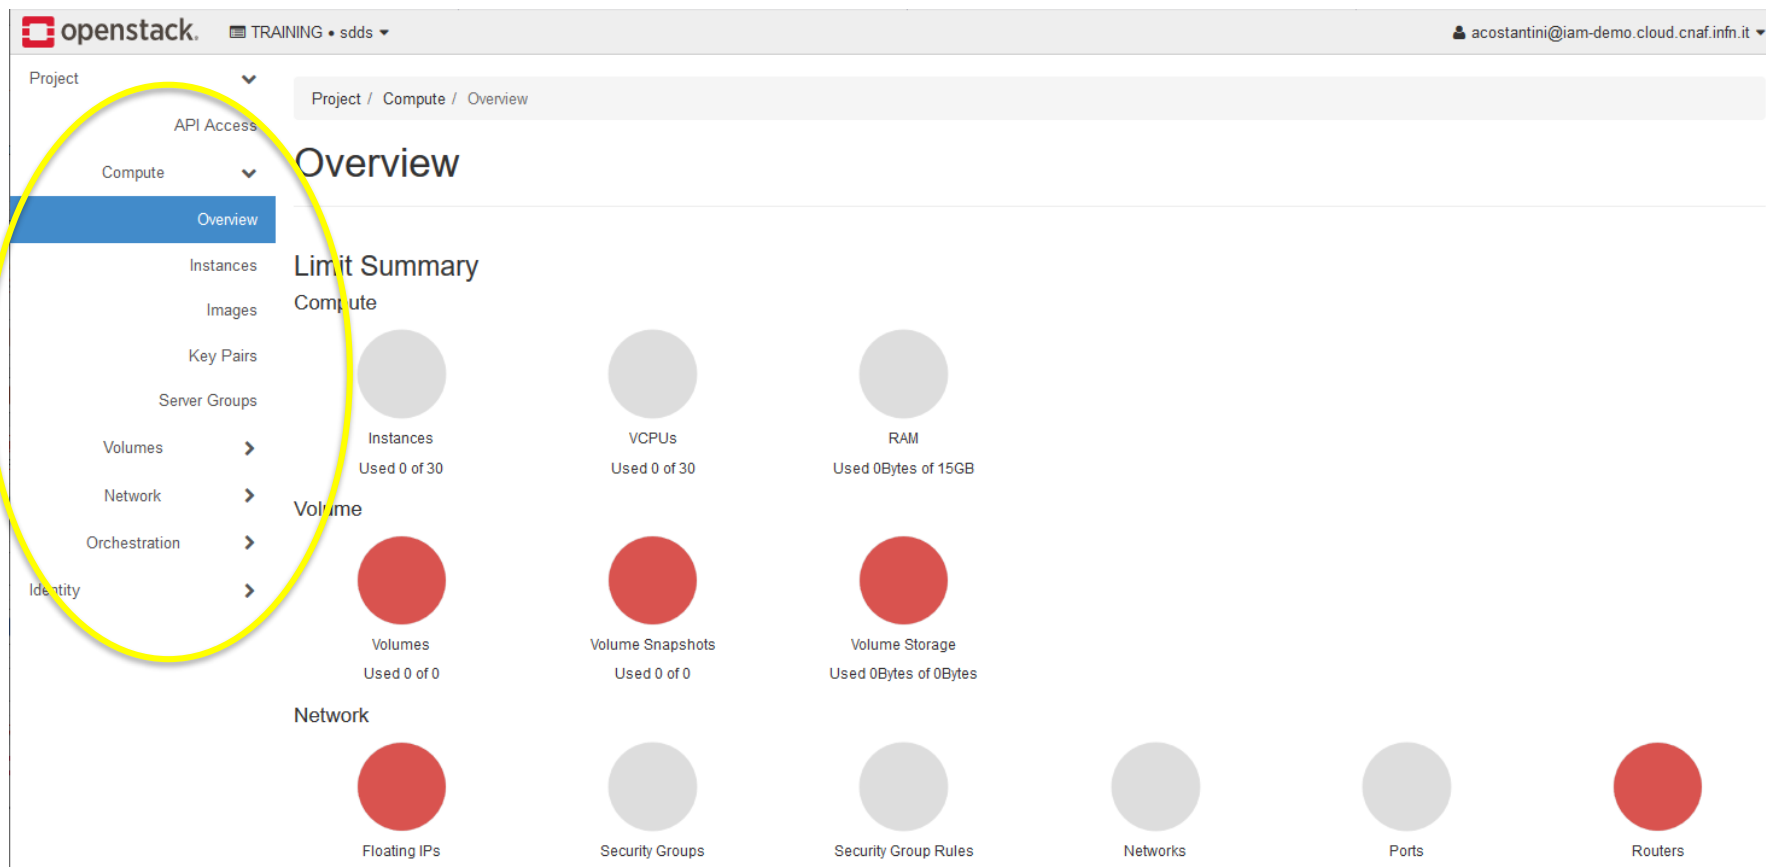 openstack. TRAINING • sdds acostantini@iam-demo.cloud.cnaf.infn.it
Project
API Access
Compute
Overview
Instances
Images
Key Pairs
Server Groups
Volumes
Network
Orchestration
Identity
Project / Compute / Overview
Overview
Limit Summary
Compute
Instances VCPUs RAM
Used 0 of 30 Used 0 of 30 Used 0Bytes of 15GB
Volume
Volumes Volume Snapshots Volume Storage
Used 0 of 0 Used 0 of 0 Used 0Bytes of 0Bytes
Network
Floating IPs Security Groups Security Group Rules Networks Ports Routers